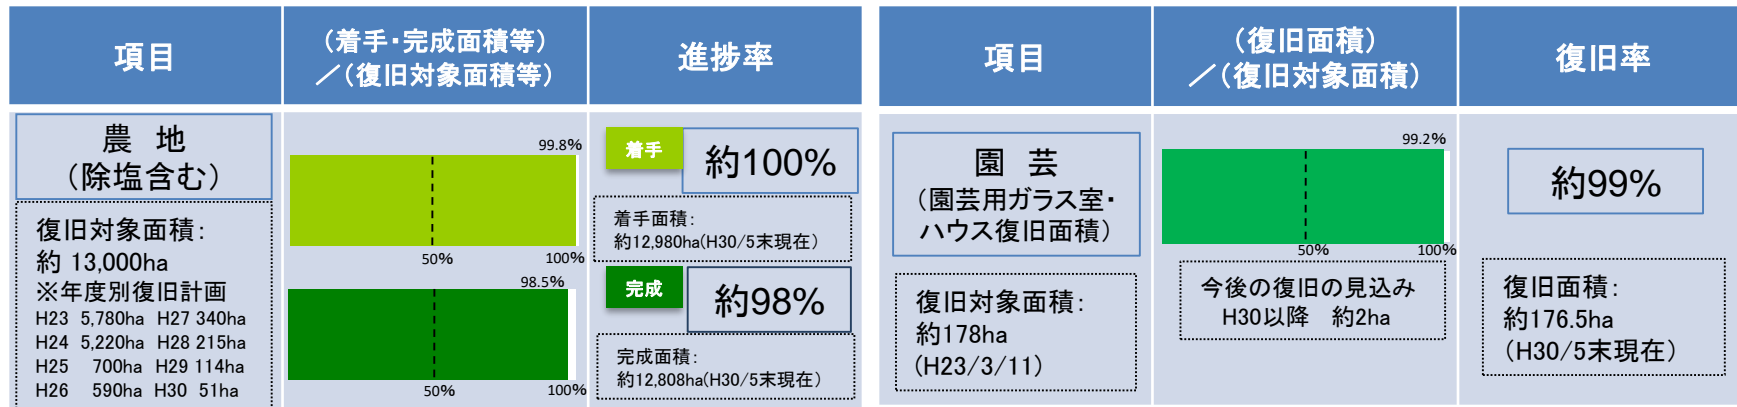 項目
(着手・完成面積等)
／(復旧対象面積等)
進捗率
農 地
(除塩含む)
復旧対象面積:
約 13,000ha
※年度別復旧計画
H23 5,780ha H27 340ha
H24 5,220ha H28 215ha
H25 700ha H29 114ha
H26 590ha H30 51ha
99.8%
50% 100%
98.5%
50% 100%
着手
約100%
着手面積:
約12,980ha(H30/5末現在)
完成
約98%
完成面積:
約12,808ha(H30/5末現在)
項目
(復旧面積)
／(復旧対象面積)
復旧率
園 芸
(園芸用ガラス室・
ハウス復旧面積)
復旧対象面積:
約178ha
(H23/3/11)
99.2%
50% 100%
今後の復旧の見込み
H30以降 約2ha
約99%
復旧面積:
約176.5ha
(H30/5末現在)